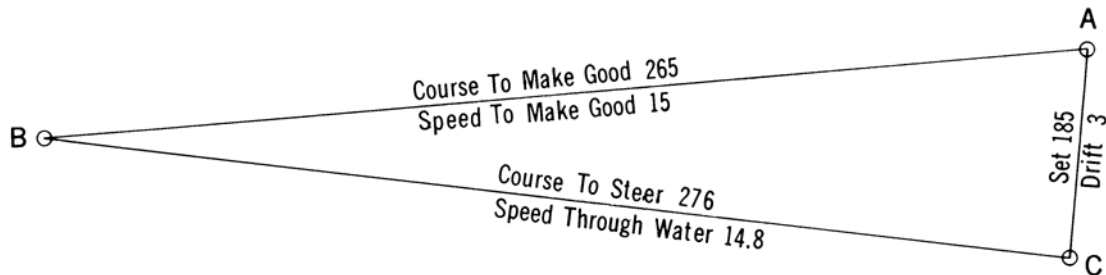 A
Course To Make Good 265
Speed To Make Good 15
B
Set 185
Drift 3
Course To Steer 276
Speed Through Water 14.8
C